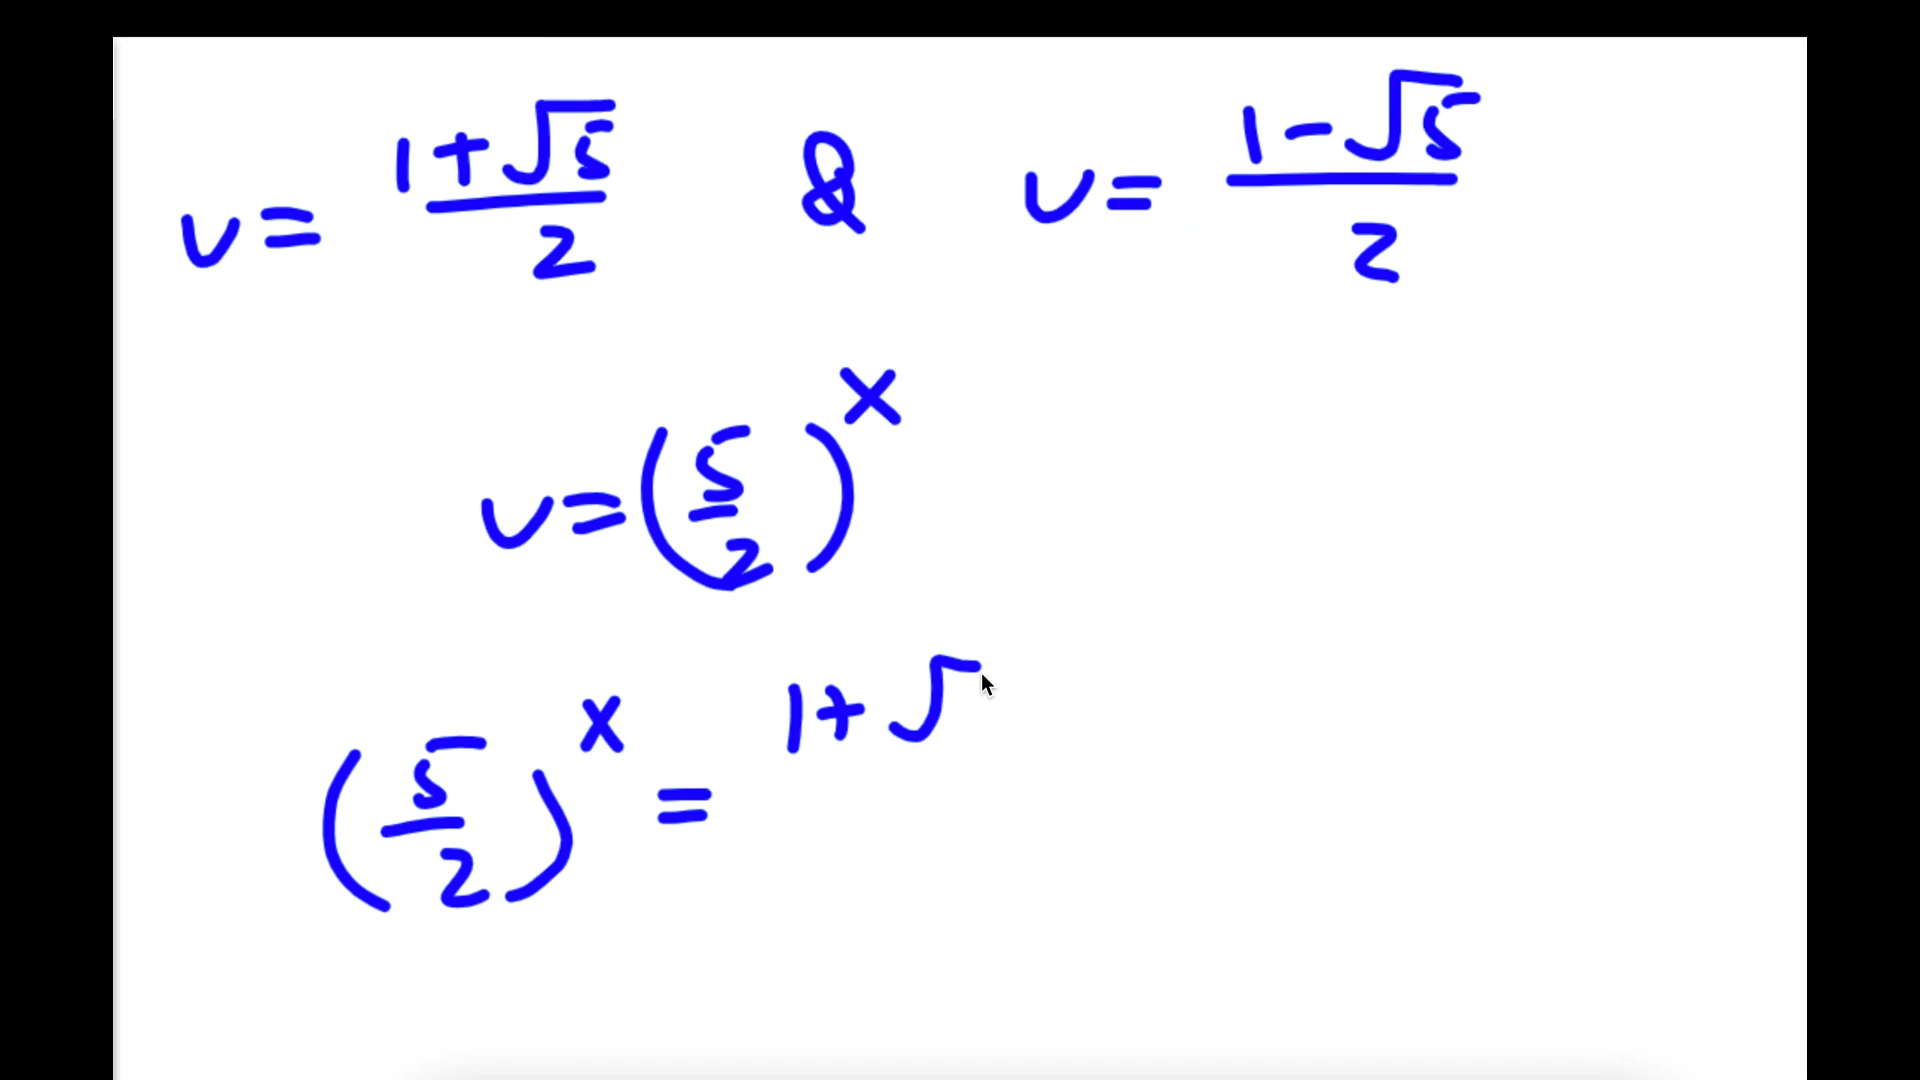 u = (1+√5)/2 & u = (1-√5)/2
u = (5/2)^x
(5/2)^x = 1+√